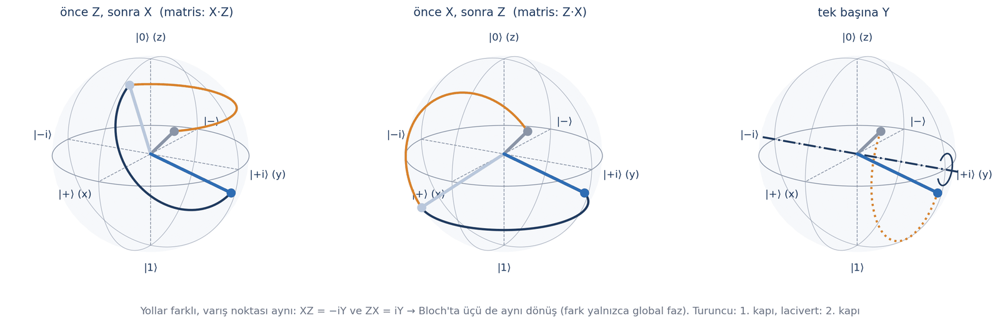 önce Z, sonra X  (matris: X·Z)
|0⟩ (z)
|−⟩
|−i⟩
|+i⟩ (y)
|+⟩ (x)
|1⟩
önce X, sonra Z  (matris: Z·X)
|0⟩ (z)
|−⟩
|−i⟩
|+i⟩ (y)
|+⟩ (x)
|1⟩
tek başına Y
|0⟩ (z)
|−⟩
|−i⟩
|+i⟩ (y)
|+⟩ (x)
|1⟩
Yollar farklı, varış noktası aynı: XZ = −iY ve ZX = iY → Bloch'ta üçü de aynı dönüş (fark yalnızca global faz). Turuncu: 1. kapı, lacivert: 2. kapı